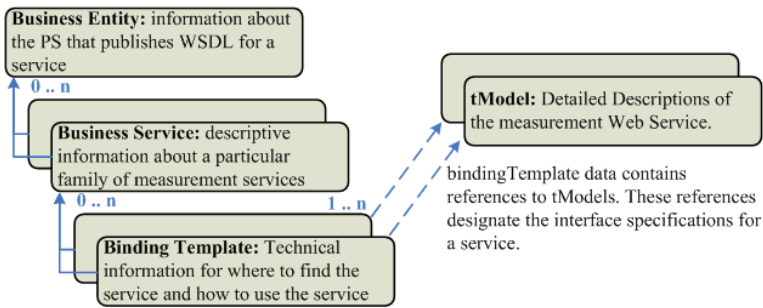 Business Entity: information about
the PS that publishes WSDL for a
service
0 .. n
Business Service: descriptive
information about a particular
family of measurement services
0 .. n
1 .. n
Binding Template: Technical
information for where to find the
service and how to use the service
tModel: Detailed Descriptions of
the measurement Web Service.
bindingTemplate data contains
references to tModels. These references
designate the interface specifications for
a service.